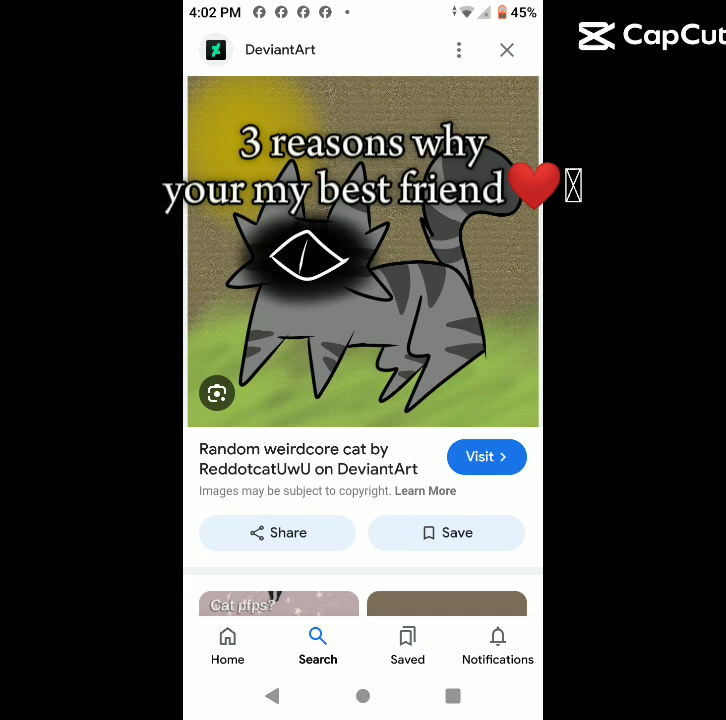 4:02 PM
45%
CapCut
DeviantArt
3 reasons why
your my best friend❤️
Random weirdcore cat by
ReddotcatUwU on DeviantArt
Visit
Images may be subject to copyright. Learn More
Share
Save
Cat pfps?
Home
Search
Saved
Notifications